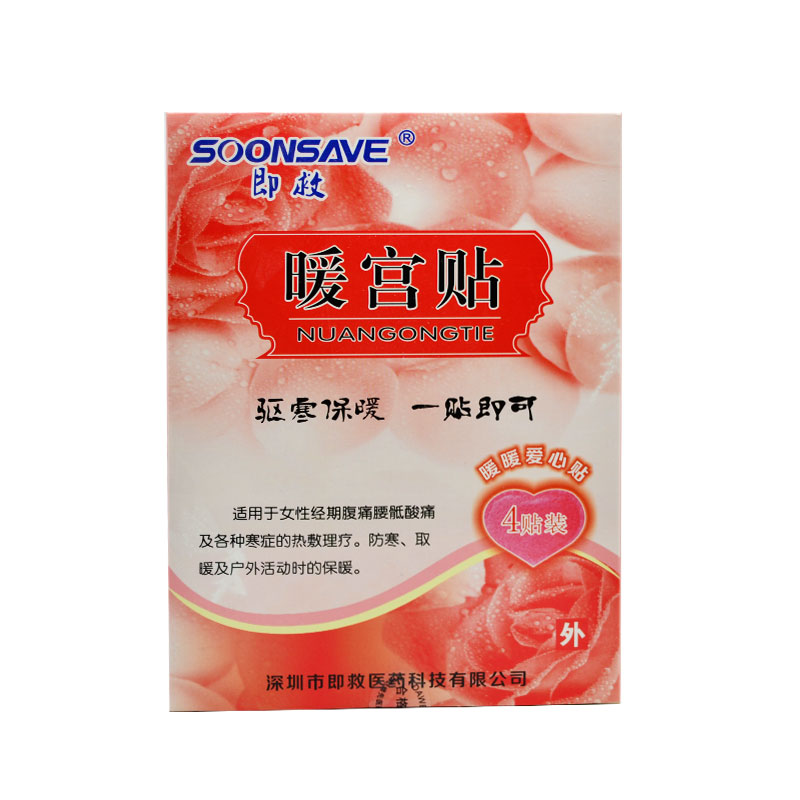 SOONSAVE®
即救
暖宫贴
NUANGONGTIE
驱寒保暖 一贴即可
暖暖爱心贴
4贴装
适用于女性经期腹痛腰骶酸痛
及各种寒症的热敷理疗。防寒、取
暖及户外活动时的保暖。
外
深圳市即救医药科技有限公司
合格